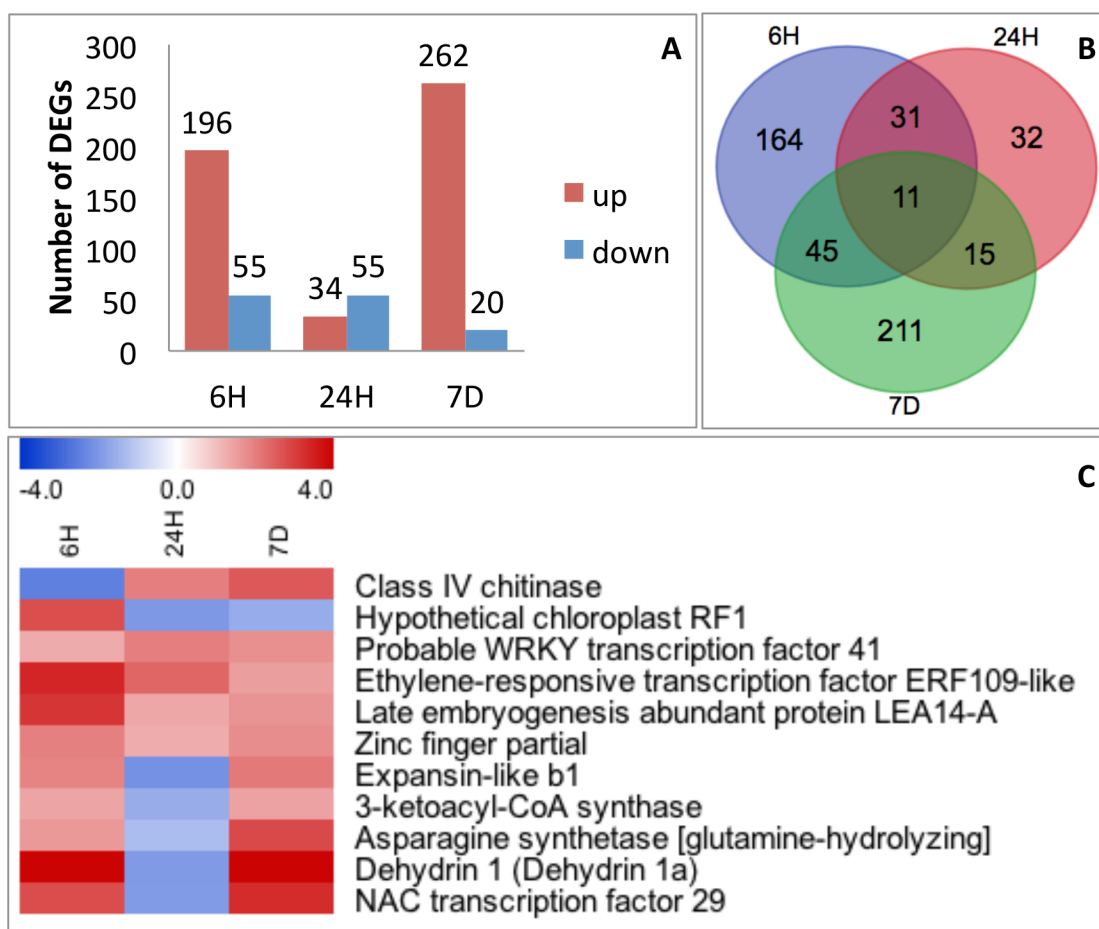 A
Number of DEGs
300
250
200
150
100
50
0
196
55
34
55
262
20
6H
24H
7D
up
down
B
6H
24H
31
164
32
11
45
15
211
7D
C
-4.0
0.0
4.0
6H
24H
7D
Class IV chitinase
Hypothetical chloroplast RF1
Probable WRKY transcription factor 41
Ethylene-responsive transcription factor ERF109-like
Late embryogenesis abundant protein LEA14-A
Zinc finger partial
Expansin-like b1
3-ketoacyl-CoA synthase
Asparagine synthetase [glutamine-hydrolyzing]
Dehydrin 1 (Dehydrin 1a)
NAC transcription factor 29